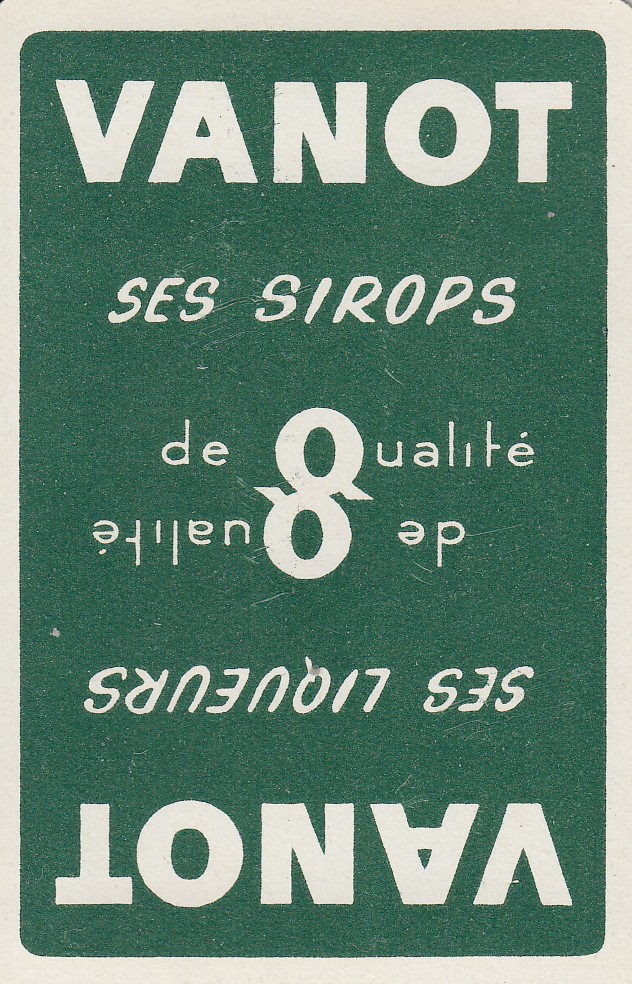 VANOT
SES SIROPS
de Qualité
de Qualité
SES LIQUEURS
VANOT